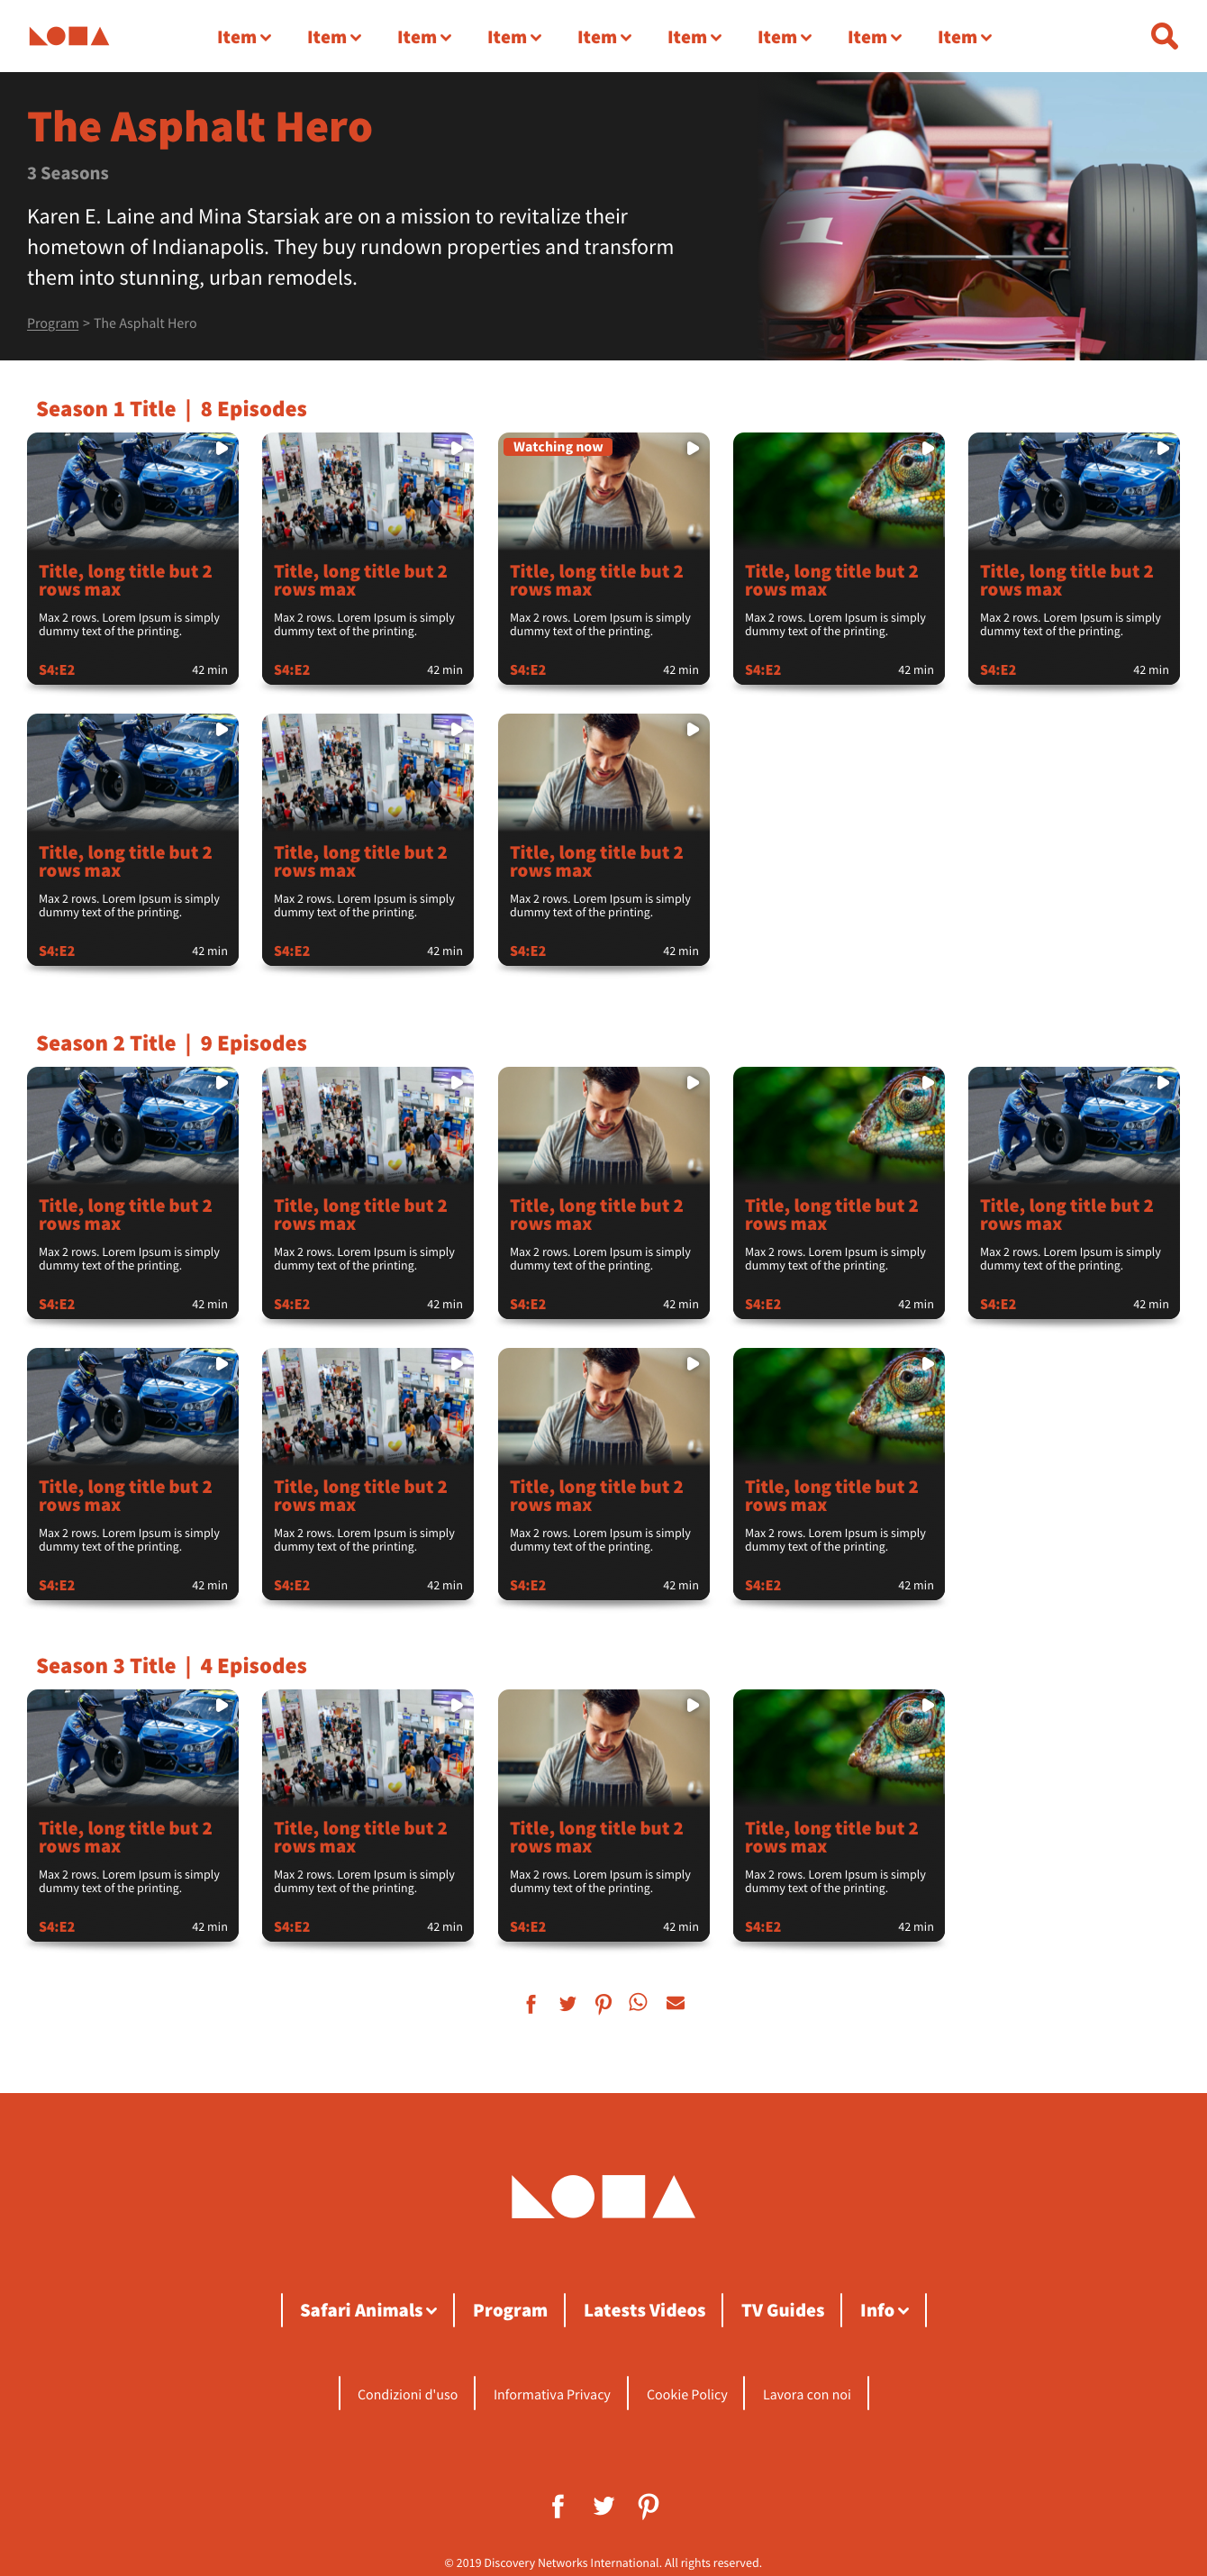 LOMA
Item Item Item Item Item Item Item Item Item
The Asphalt Hero
3 Seasons
Karen E. Laine and Mina Starsiak are on a mission to revitalize their
hometown of Indianapolis. They buy rundown properties and transform
them into stunning, urban remodels.
Program > The Asphalt Hero
1
Season 1 Title | 8 Episodes
Title, long title but 2
rows max
Max 2 rows. Lorem Ipsum is simply
dummy text of the printing.
S4:E2 42 min
Title, long title but 2
rows max
Max 2 rows. Lorem Ipsum is simply
dummy text of the printing.
S4:E2 42 min
Watching now
Title, long title but 2
rows max
Max 2 rows. Lorem Ipsum is simply
dummy text of the printing.
S4:E2 42 min
Title, long title but 2
rows max
Max 2 rows. Lorem Ipsum is simply
dummy text of the printing.
S4:E2 42 min
Title, long title but 2
rows max
Max 2 rows. Lorem Ipsum is simply
dummy text of the printing.
S4:E2 42 min
Title, long title but 2
rows max
Max 2 rows. Lorem Ipsum is simply
dummy text of the printing.
S4:E2 42 min
Title, long title but 2
rows max
Max 2 rows. Lorem Ipsum is simply
dummy text of the printing.
S4:E2 42 min
Title, long title but 2
rows max
Max 2 rows. Lorem Ipsum is simply
dummy text of the printing.
S4:E2 42 min
Season 2 Title | 9 Episodes
Title, long title but 2
rows max
Max 2 rows. Lorem Ipsum is simply
dummy text of the printing.
S4:E2 42 min
Title, long title but 2
rows max
Max 2 rows. Lorem Ipsum is simply
dummy text of the printing.
S4:E2 42 min
Title, long title but 2
rows max
Max 2 rows. Lorem Ipsum is simply
dummy text of the printing.
S4:E2 42 min
Title, long title but 2
rows max
Max 2 rows. Lorem Ipsum is simply
dummy text of the printing.
S4:E2 42 min
Title, long title but 2
rows max
Max 2 rows. Lorem Ipsum is simply
dummy text of the printing.
S4:E2 42 min
Title, long title but 2
rows max
Max 2 rows. Lorem Ipsum is simply
dummy text of the printing.
S4:E2 42 min
Title, long title but 2
rows max
Max 2 rows. Lorem Ipsum is simply
dummy text of the printing.
S4:E2 42 min
Title, long title but 2
rows max
Max 2 rows. Lorem Ipsum is simply
dummy text of the printing.
S4:E2 42 min
Title, long title but 2
rows max
Max 2 rows. Lorem Ipsum is simply
dummy text of the printing.
S4:E2 42 min
Season 3 Title | 4 Episodes
Title, long title but 2
rows max
Max 2 rows. Lorem Ipsum is simply
dummy text of the printing.
S4:E2 42 min
Title, long title but 2
rows max
Max 2 rows. Lorem Ipsum is simply
dummy text of the printing.
S4:E2 42 min
Title, long title but 2
rows max
Max 2 rows. Lorem Ipsum is simply
dummy text of the printing.
S4:E2 42 min
Title, long title but 2
rows max
Max 2 rows. Lorem Ipsum is simply
dummy text of the printing.
S4:E2 42 min
LOMA
Safari Animals | Program | Latests Videos | TV Guides | Info
Condizioni d'uso | Informativa Privacy | Cookie Policy | Lavora con noi
© 2019 Discovery Networks International. All rights reserved.